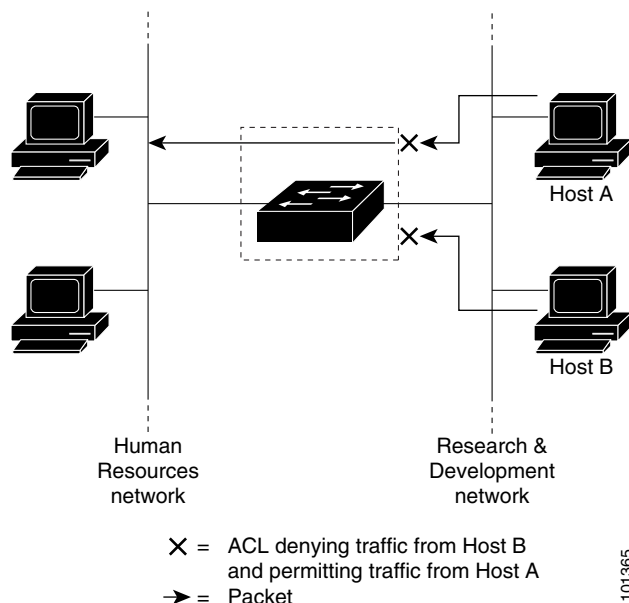 Host A
Host B
Human
Resources
network
Research &
Development
network
X = ACL denying traffic from Host B
and permitting traffic from Host A
= Packet
101365